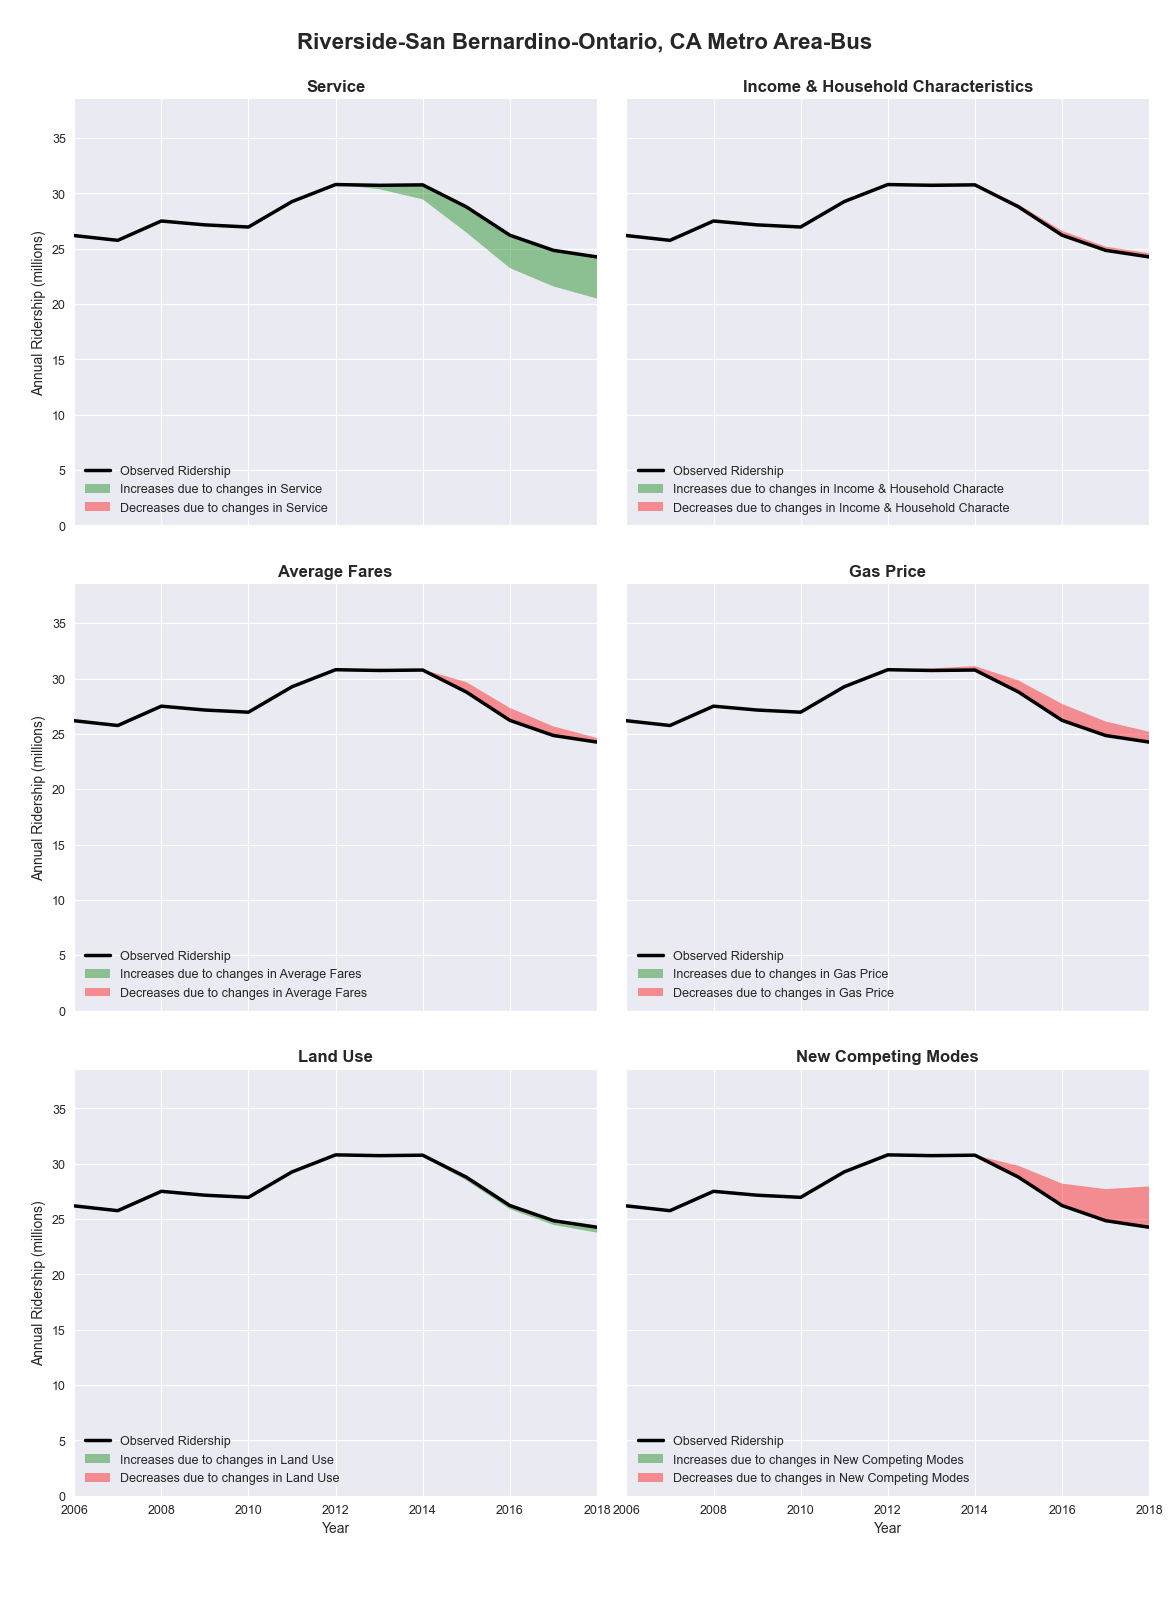 Riverside-San Bernardino-Ontario, CA Metro Area-Bus
Service
Annual Ridership (millions)
35
30
25
20
15
10
5
0
Observed Ridership
Increases due to changes in Service
Decreases due to changes in Service
Income & Household Characteristics
Observed Ridership
Increases due to changes in Income & Household Characte
Decreases due to changes in Income & Household Characte
Average Fares
Annual Ridership (millions)
35
30
25
20
15
10
5
0
Observed Ridership
Increases due to changes in Average Fares
Decreases due to changes in Average Fares
Gas Price
Observed Ridership
Increases due to changes in Gas Price
Decreases due to changes in Gas Price
Land Use
Annual Ridership (millions)
35
30
25
20
15
10
5
0
Observed Ridership
Increases due to changes in Land Use
Decreases due to changes in Land Use
2006 2008 2010 2012 2014 2016 2018
Year
New Competing Modes
Observed Ridership
Increases due to changes in New Competing Modes
Decreases due to changes in New Competing Modes
2006 2008 2010 2012 2014 2016 2018
Year